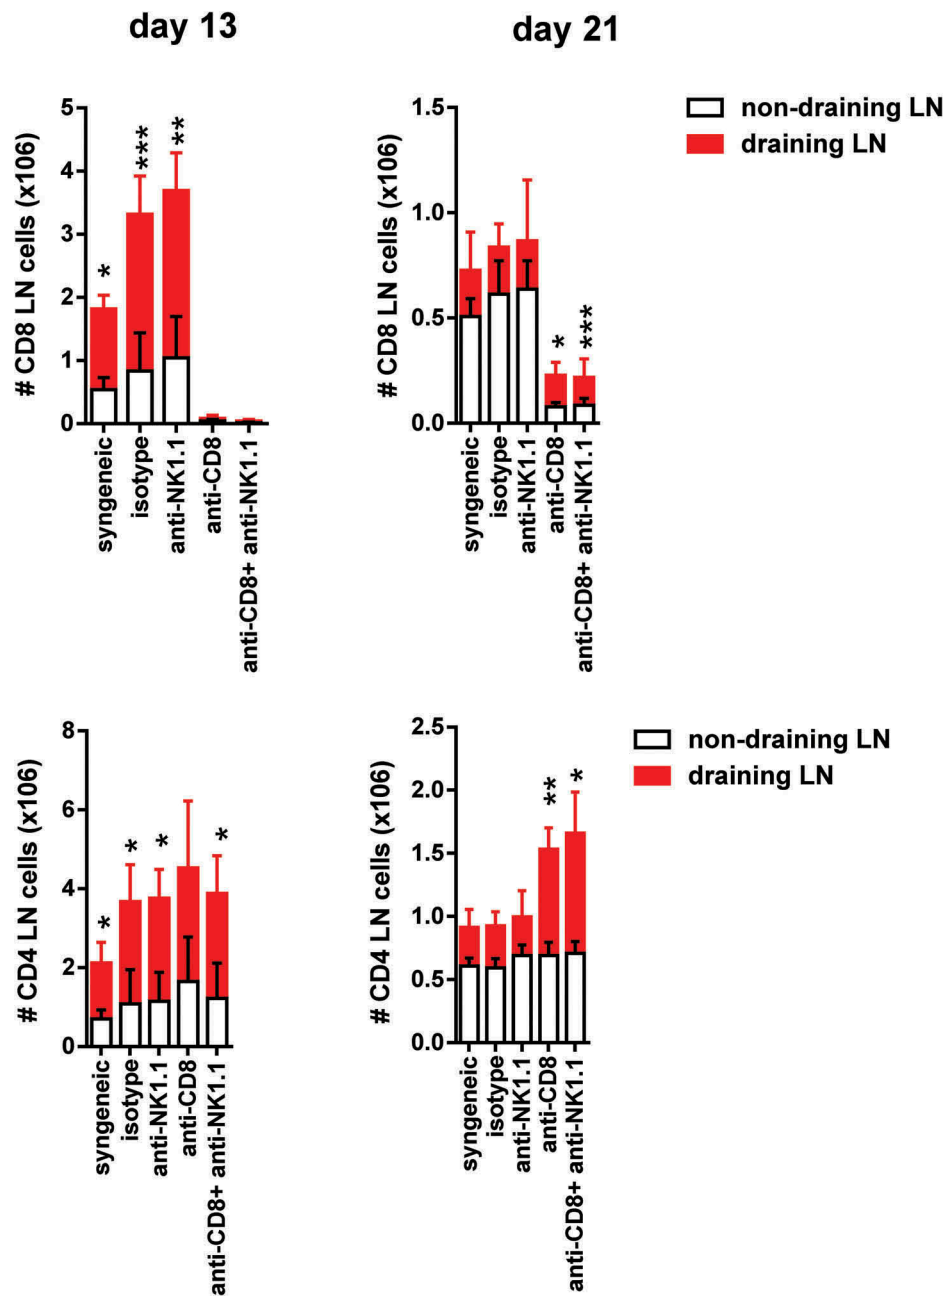 day 13
day 21
# CD8 LN cells (x106)
5
4
3
2
1
0
*
***
**
syngeneic
isotype
anti-NK1.1
anti-CD8
anti-CD8+ anti-NK1.1
# CD8 LN cells (x106)
1.5
1.0
0.5
0.0
*
***
syngeneic
isotype
anti-NK1.1
anti-CD8
anti-CD8+ anti-NK1.1
non-draining LN
draining LN
# CD4 LN cells (x106)
8
6
4
2
0
*
*
*
*
syngeneic
isotype
anti-NK1.1
anti-CD8
anti-CD8+ anti-NK1.1
# CD4 LN cells (x106)
2.5
2.0
1.5
1.0
0.5
0.0
**
*
syngeneic
isotype
anti-NK1.1
anti-CD8
anti-CD8+ anti-NK1.1
non-draining LN
draining LN